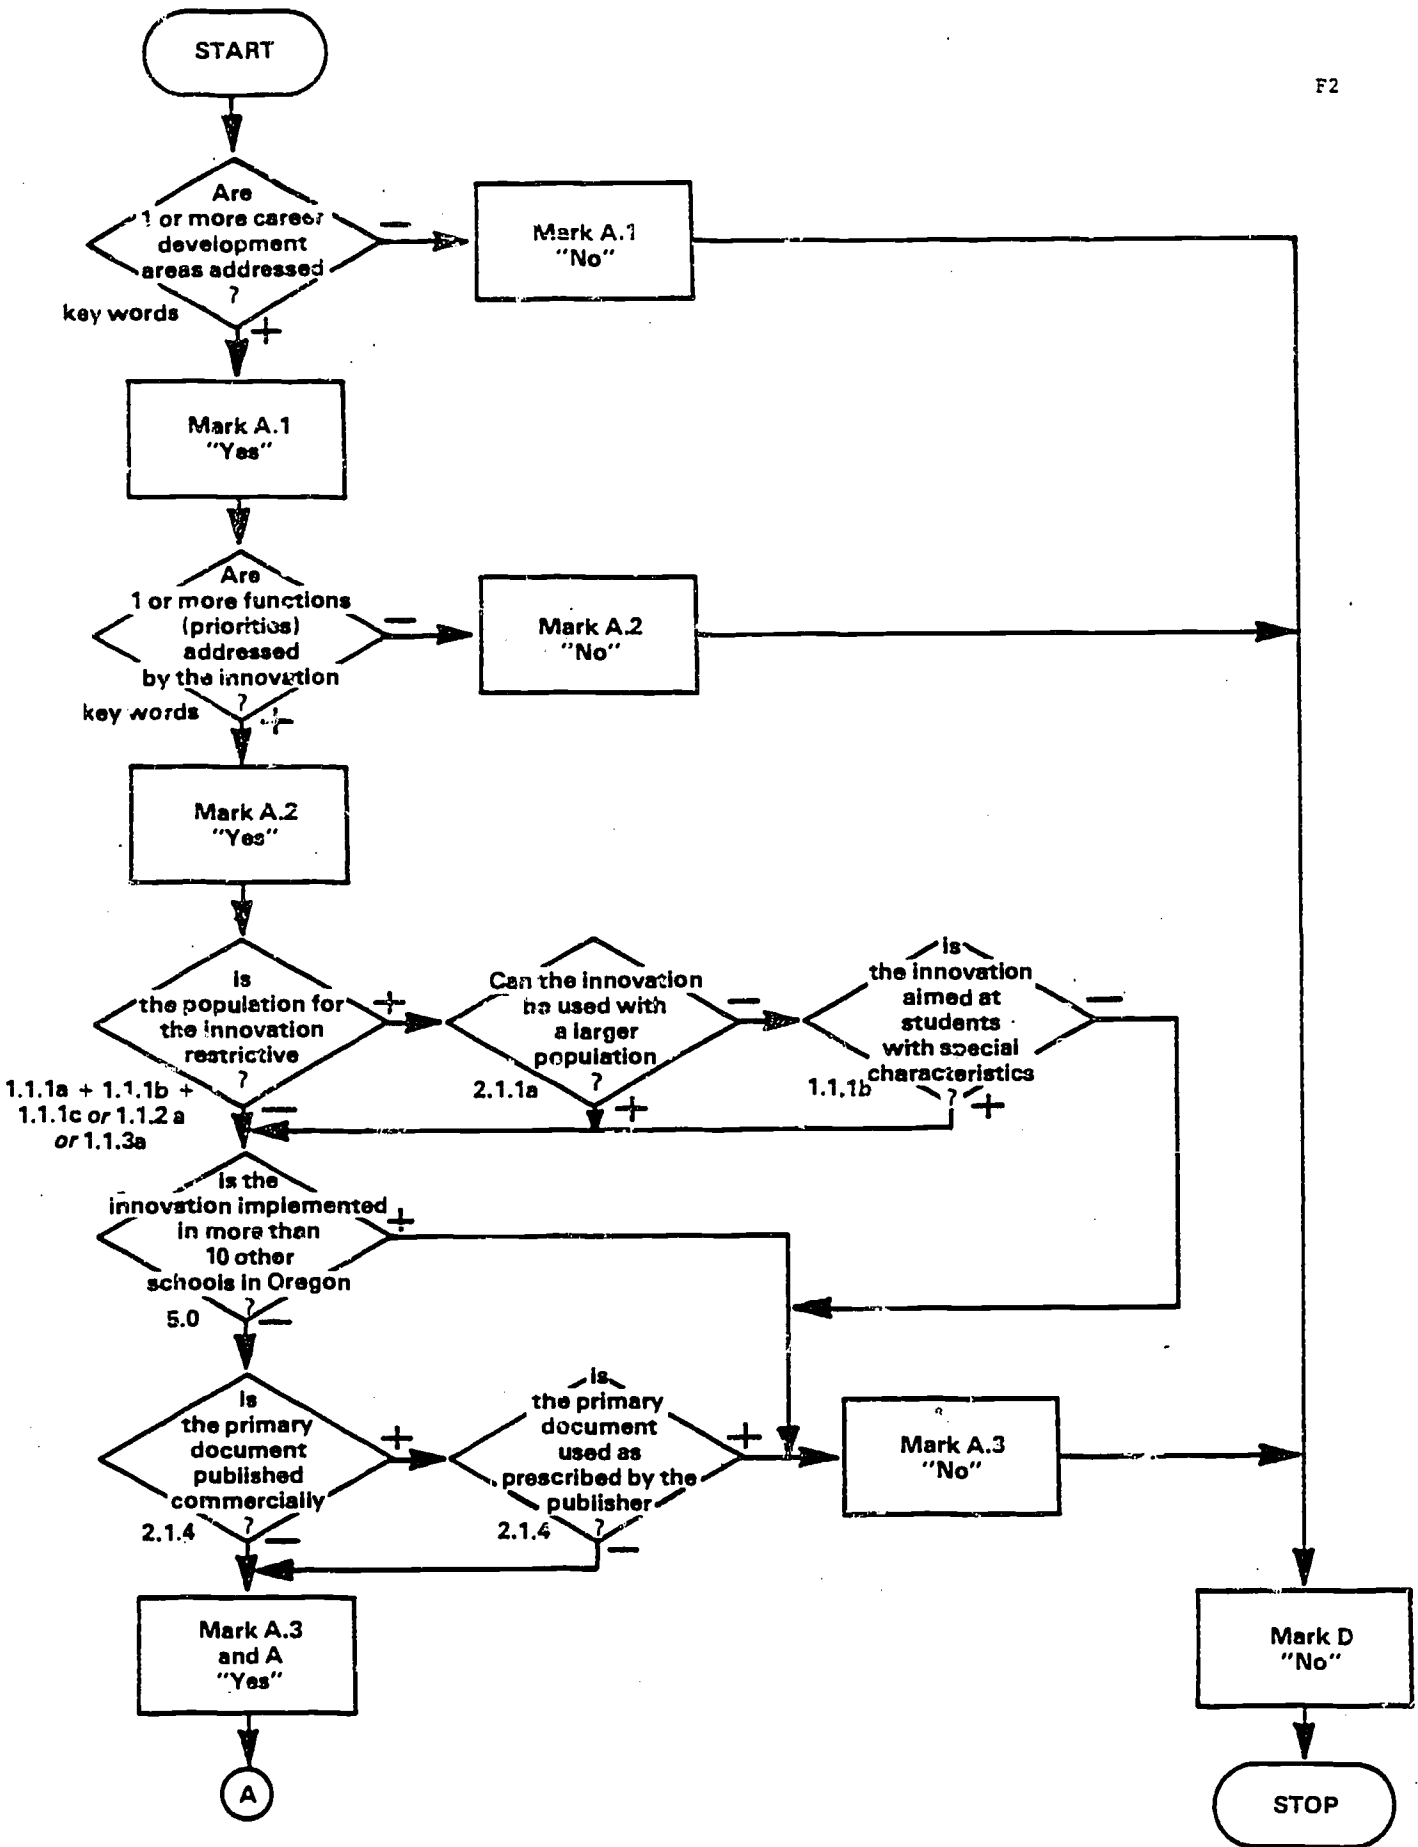 START
F2
Are
1 or more career
development
areas addressed
?
key words
−
+
Mark A.1
"No"
Mark A.1
"Yes"
Are
1 or more functions
(priorities)
addressed
by the innovation
?
key words
−
+
Mark A.2
"No"
Mark A.2
"Yes"
is
the population for
the innovation
restrictive
?
1.1.1a + 1.1.1b +
1.1.1c or 1.1.2a
or 1.1.3a
+
−
Can the innovation
be used with
a larger
population
?
2.1.1a
−
+
is
the innovation
aimed at
students
with special
characteristics
?
1.1.1b
−
+
is the
innovation implemented
in more than
10 other
schools in Oregon
?
5.0
+
−
Is
the primary
document
published
commercially
?
2.1.4
+
−
is
the primary
document
used as
prescribed by the
publisher
?
2.1.4
+
−
Mark A.3
"No"
Mark A.3
and A
"Yes"
A
Mark D
"No"
STOP